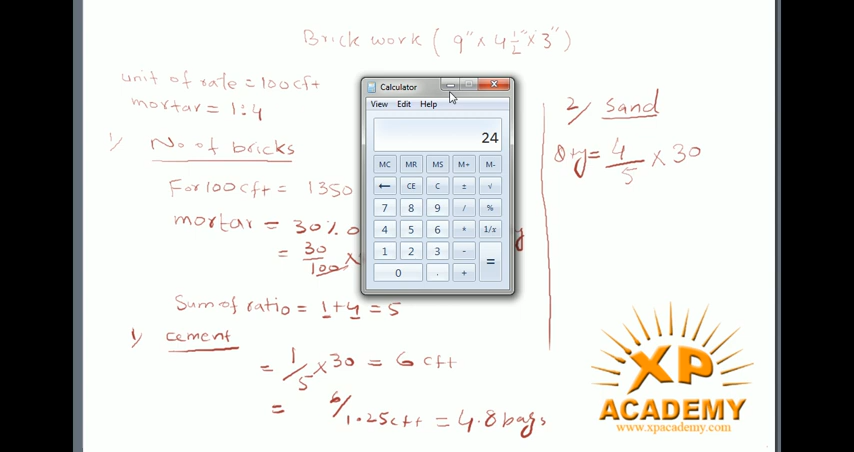 Brick work ( 9" x 4 1/2" x 3" )
unit of rate = 100 cft
mortar = 1:4
1/ No of bricks
For 100 cft = 1350
mortar = 30% o
= 30/100 x
Sum of ratio = 1+4 = 5
1) cement
= 1/5 x 30 = 6 cft
= 6/1.25cft = 4.8 bags
Calculator
View Edit Help
24
MC MR MS M+ M-
← CE C ± √
7 8 9 / %
4 5 6 * 1/x
1 2 3 - =
0 . +
2/ Sand
Qty = 4/5 x 30
XP
ACADEMY
www.xpacademy.com